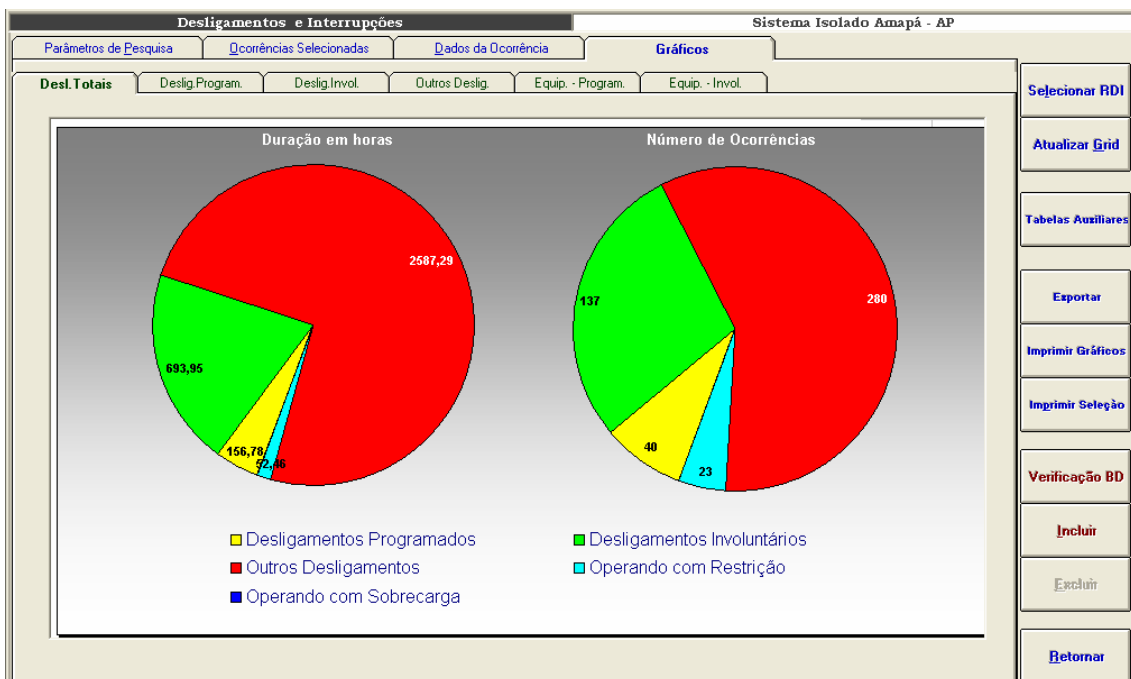 Desligamentos e Interrupções
Sistema Isolado Amapá - AP
Parâmetros de Pesquisa
Ocorrências Selecionadas
Dados da Ocorrência
Gráficos
Desl.Totais
Deslig.Program.
Deslig.Invol.
Outros Deslig.
Equip. - Program.
Equip. - Invol.
Duração em horas
2587,29
693,95
156,78
52,46
Número de Ocorrências
137
280
40
23
Desligamentos Programados
Desligamentos Involuntários
Outros Desligamentos
Operando com Restrição
Operando com Sobrecarga
Selecionar RDI
Atualizar Grid
Tabelas Auxiliares
Exportar
Imprimir Gráficos
Imprimir Seleção
Verificação BD
Incluir
Excluir
Retornar